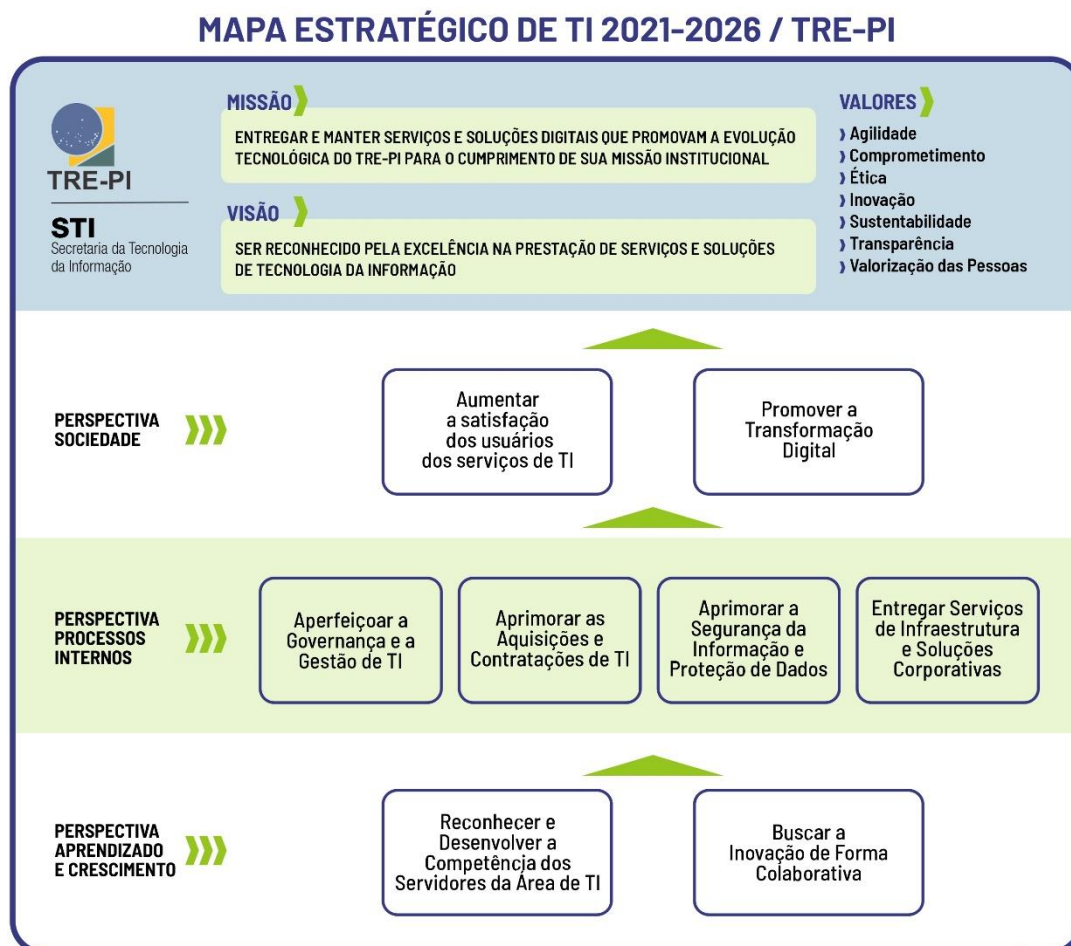 MAPA ESTRATÉGICO DE TI 2021-2026 / TRE-PI
TRE-PI
STI
Secretaria da Tecnologia
da Informação
MISSÃO
ENTREGAR E MANTER SERVIÇOS E SOLUÇÕES DIGITAIS QUE PROMOVAM A EVOLUÇÃO
TECNOLÓGICA DO TRE-PI PARA O CUMPRIMENTO DE SUA MISSÃO INSTITUCIONAL
VISÃO
SER RECONHECIDO PELA EXCELÊNCIA NA PRESTAÇÃO DE SERVIÇOS E SOLUÇÕES
DE TECNOLOGIA DA INFORMAÇÃO
VALORES
Agilidade
Comprometimento
Ética
Inovação
Sustentabilidade
Transparência
Valorização das Pessoas
PERSPECTIVA
SOCIEDADE
Aumentar
a satisfação
dos usuários
dos serviços de TI
Promover a
Transformação
Digital
PERSPECTIVA
PROCESSOS
INTERNOS
Aperfeiçoar a
Governança e a
Gestão de TI
Aprimorar as
Aquisições e
Contratações de TI
Aprimorar a
Segurança da
Informação e
Proteção de Dados
Entregar Serviços
de Infraestrutura
e Soluções
Corporativas
PERSPECTIVA
APRENDIZADO
E CRESCIMENTO
Reconhecer e
Desenvolver a
Competência dos
Servidores da Área de TI
Buscar a
Inovação de Forma
Colaborativa